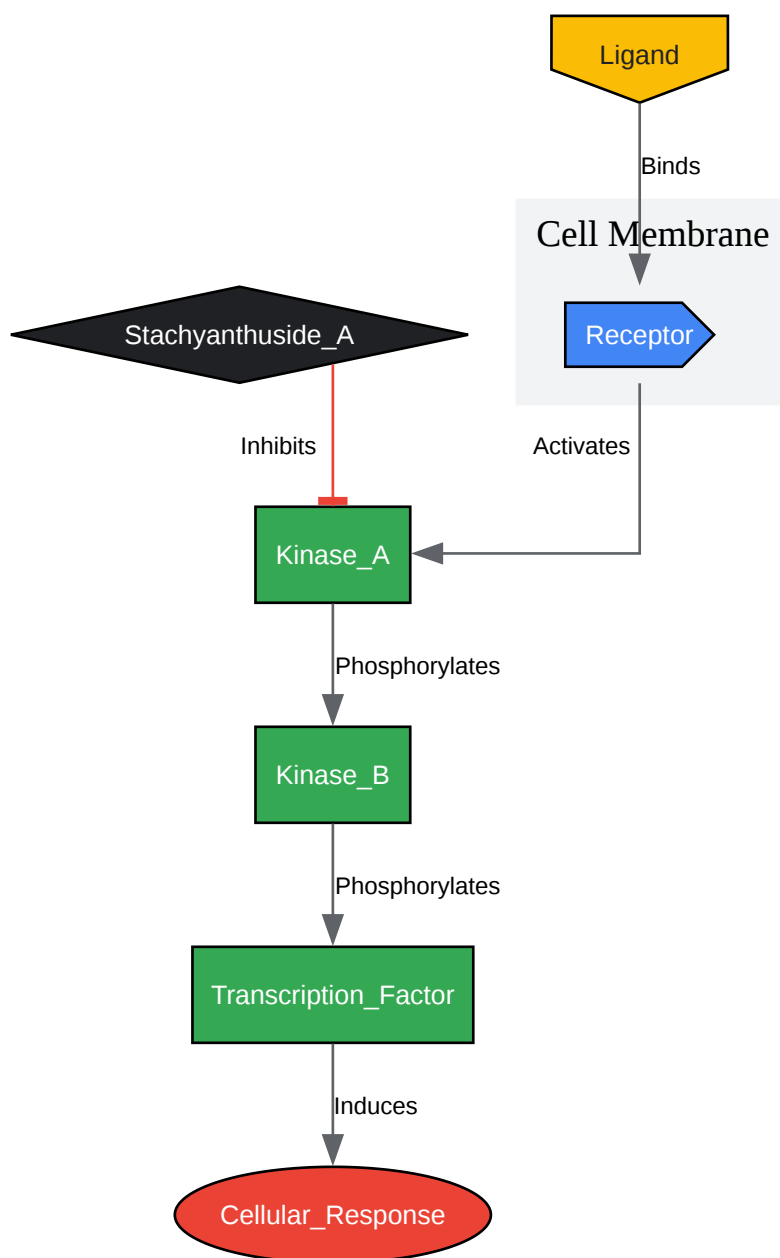 Ligand
Binds
Cell Membrane
Stachyanthuside_A
Receptor
Inhibits
Activates
Kinase_A
Phosphorylates
Kinase_B
Phosphorylates
Transcription_Factor
Induces
Cellular_Response